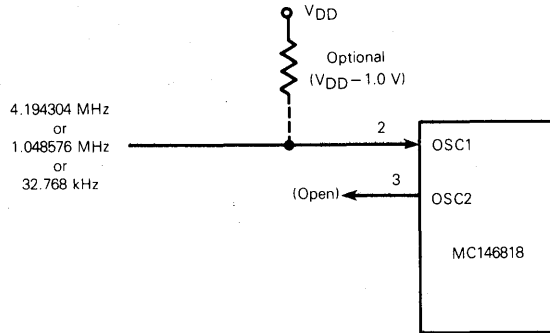 VDD
Optional
(VDD – 1.0 V)
4.194304 MHz
or
1.048576 MHz
or
32.768 kHz
2
OSC1
3
(Open)
OSC2
MC146818